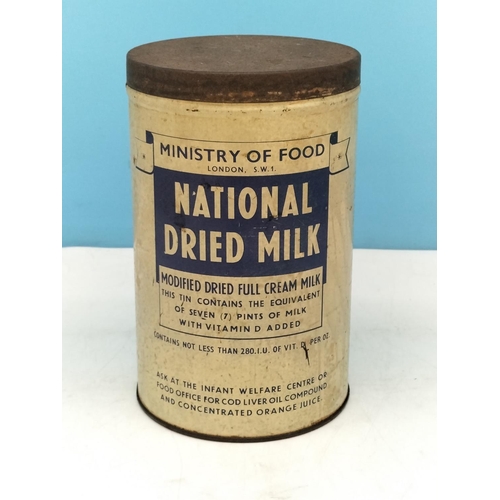 MINISTRY OF FOOD
LONDON, S.W.1.
NATIONAL
DRIED MILK
MODIFIED DRIED FULL CREAM MILK
THIS TIN CONTAINS THE EQUIVALENT
OF SEVEN (7) PINTS OF MILK
WITH VITAMIN D ADDED
CONTAINS NOT LESS THAN 280.I.U. OF VIT. D. PER OZ
ASK AT THE INFANT WELFARE CENTRE OR
FOOD OFFICE FOR COD LIVER OIL COMPOUND
AND CONCENTRATED ORANGE JUICE.